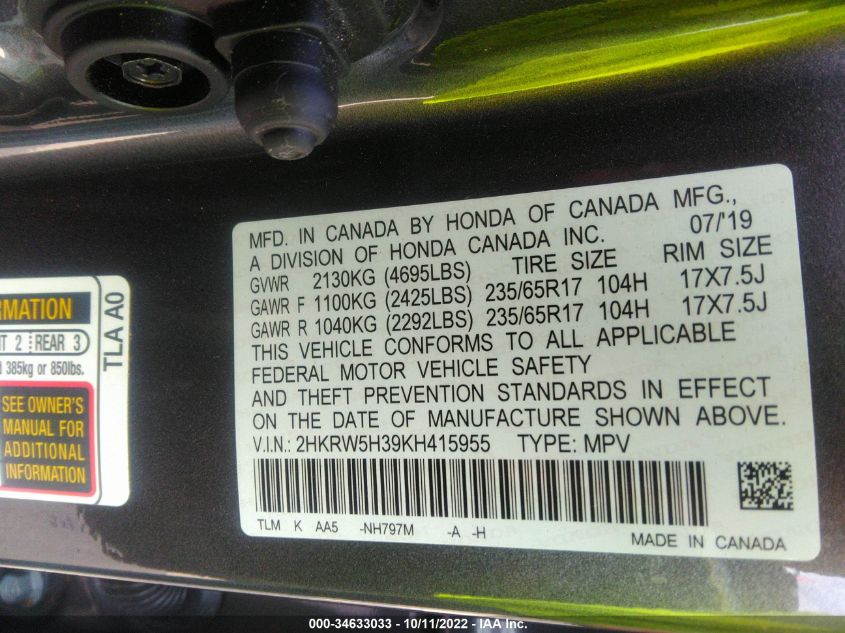 MFD. IN CANADA BY HONDA OF CANADA MFG.,
A DIVISION OF HONDA CANADA INC. 07/'19
GVWR 2130KG (4695LBS) TIRE SIZE RIM SIZE
GAWR F 1100KG (2425LBS) 235/65R17 104H 17X7.5J
GAWR R 1040KG (2292LBS) 235/65R17 104H 17X7.5J
THIS VEHICLE CONFORMS TO ALL APPLICABLE
FEDERAL MOTOR VEHICLE SAFETY
AND THEFT PREVENTION STANDARDS IN EFFECT
ON THE DATE OF MANUFACTURE SHOWN ABOVE.
V.I.N.: 2HKRW5H39KH415955 TYPE: MPV
TLM K AA5 -NH797M -A -H
MADE IN CANADA
2 REAR 3
385kg or 850lbs.
TLA A0
SEE OWNER'S
MANUAL FOR
ADDITIONAL
INFORMATION
000-34633033 - 10/11/2022 - IAA Inc.